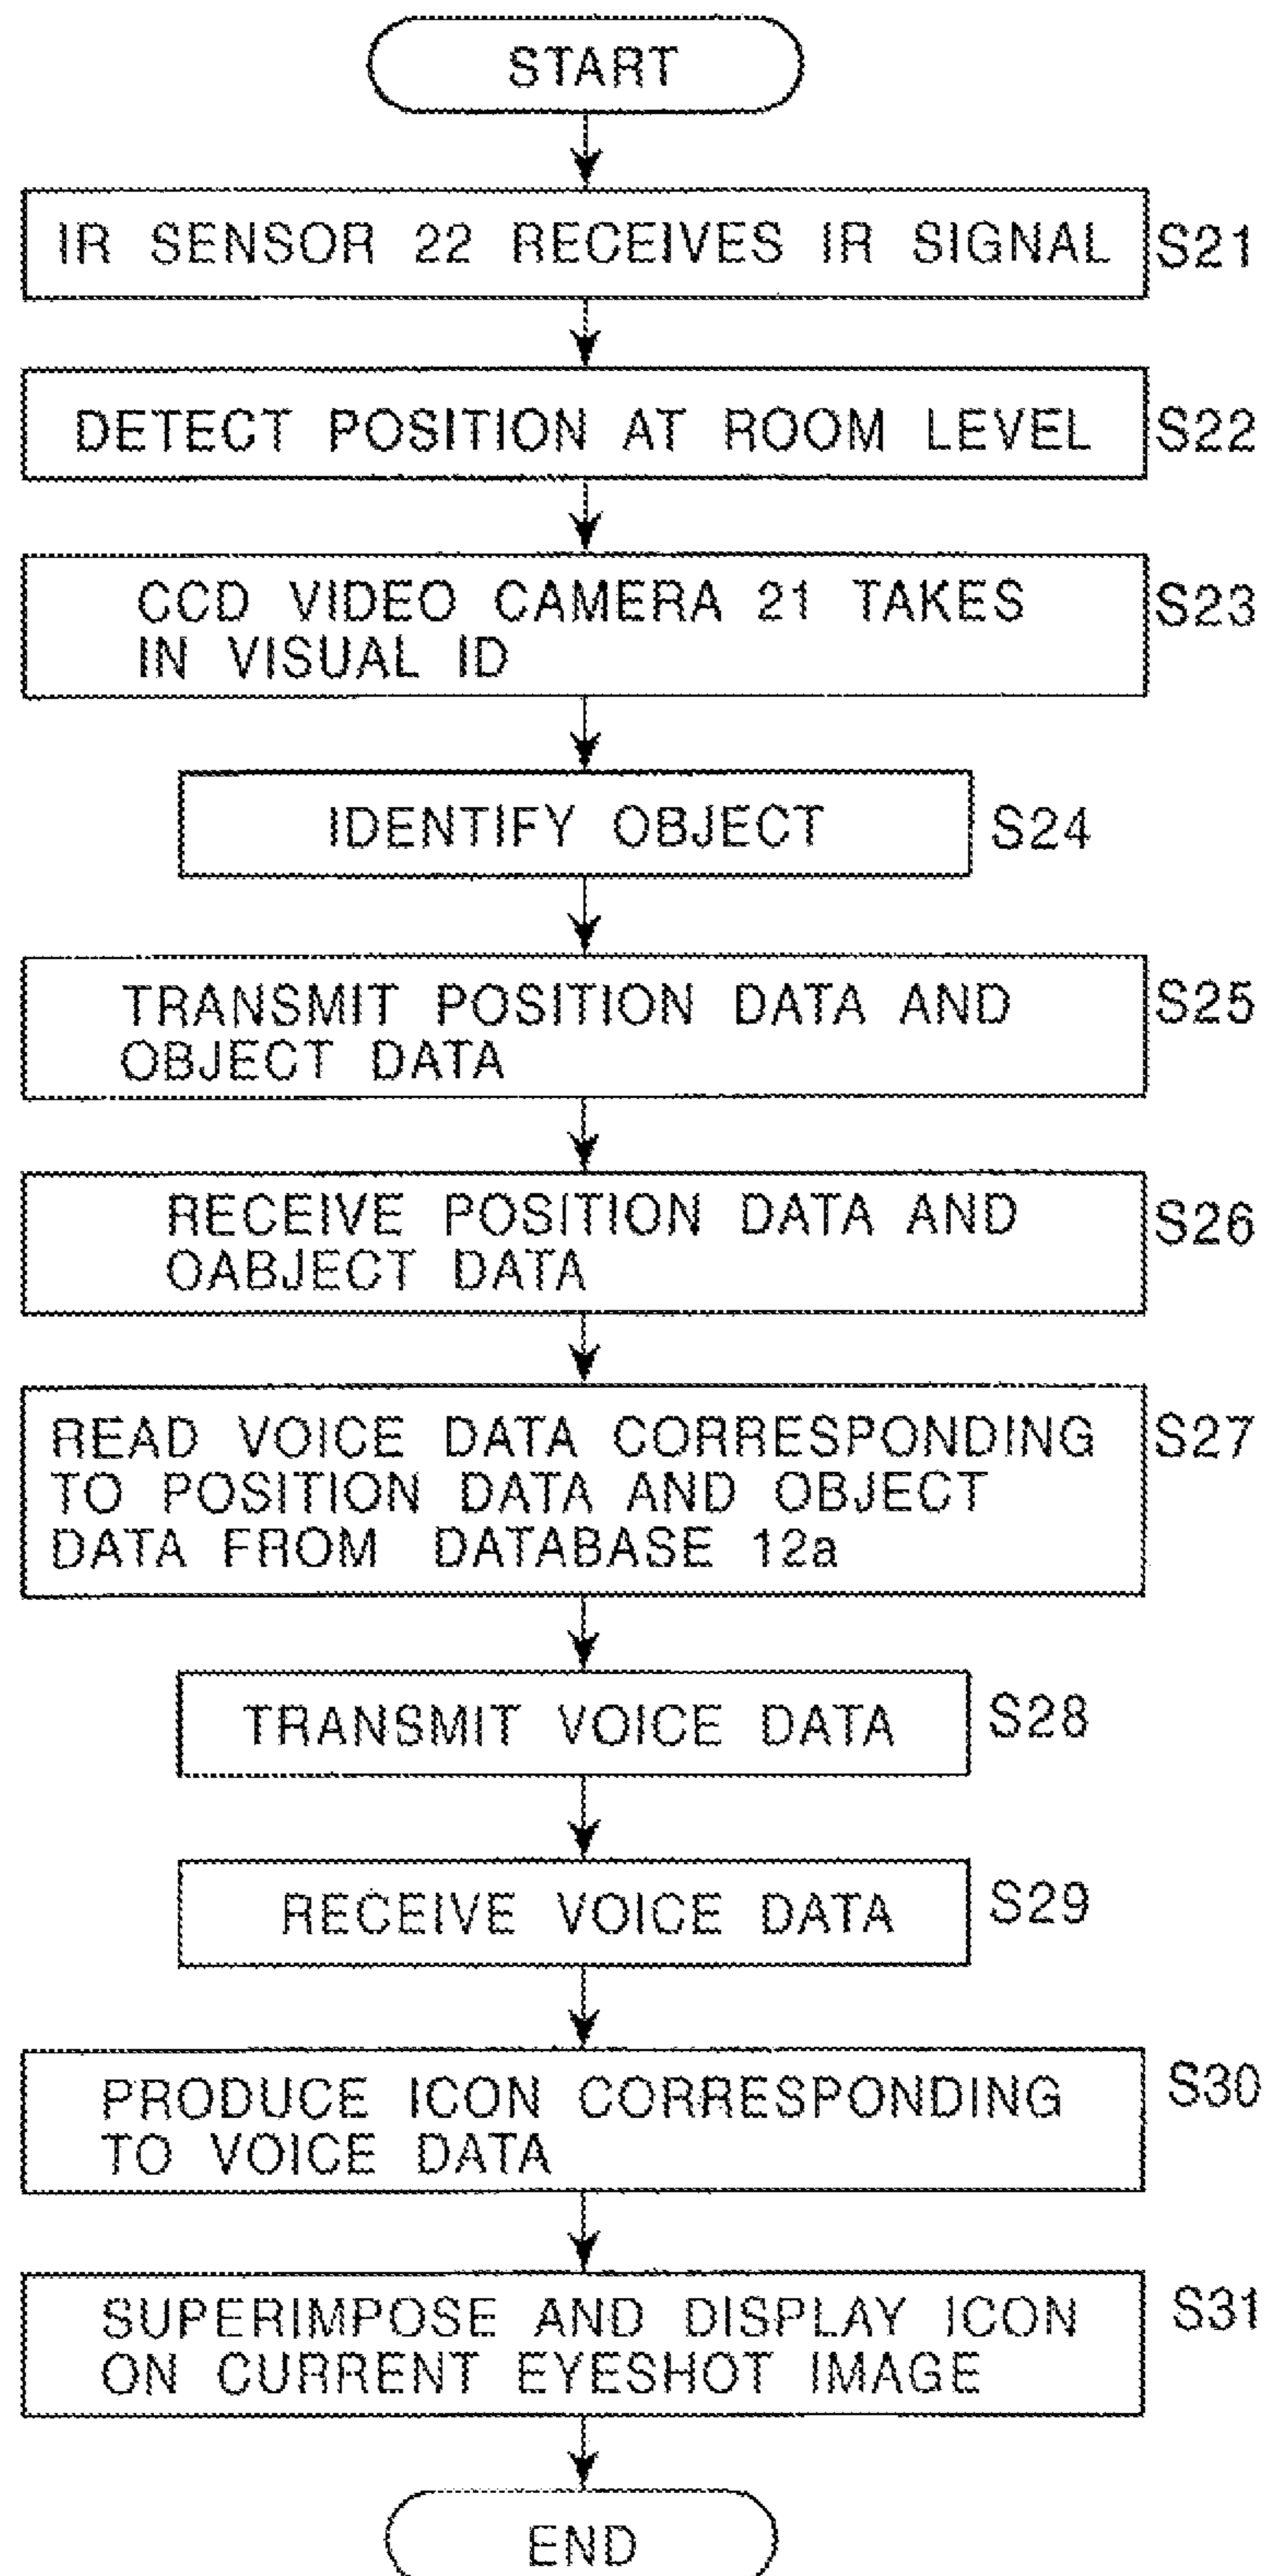 START
IR SENSOR 22 RECEIVES IR SIGNAL S21
DETECT POSITION AT ROOM LEVEL S22
CCD VIDEO CAMERA 21 TAKES S23
IN VISUAL ID
IDENTIFY OBJECT S24
TRANSMIT POSITION DATA AND S25
OBJECT DATA
RECEIVE POSITION DATA AND S26
OABJECT DATA
READ VOICE DATA CORRESPONDING S27
TO POSITION DATA AND OBJECT
DATA FROM DATABASE 12a
TRANSMIT VOICE DATA S28
RECEIVE VOICE DATA S29
PRODUCE ICON CORRESPONDING S30
TO VOICE DATA
SUPERIMPOSE AND DISPLAY ICON S31
ON CURRENT EYESHOT IMAGE
END